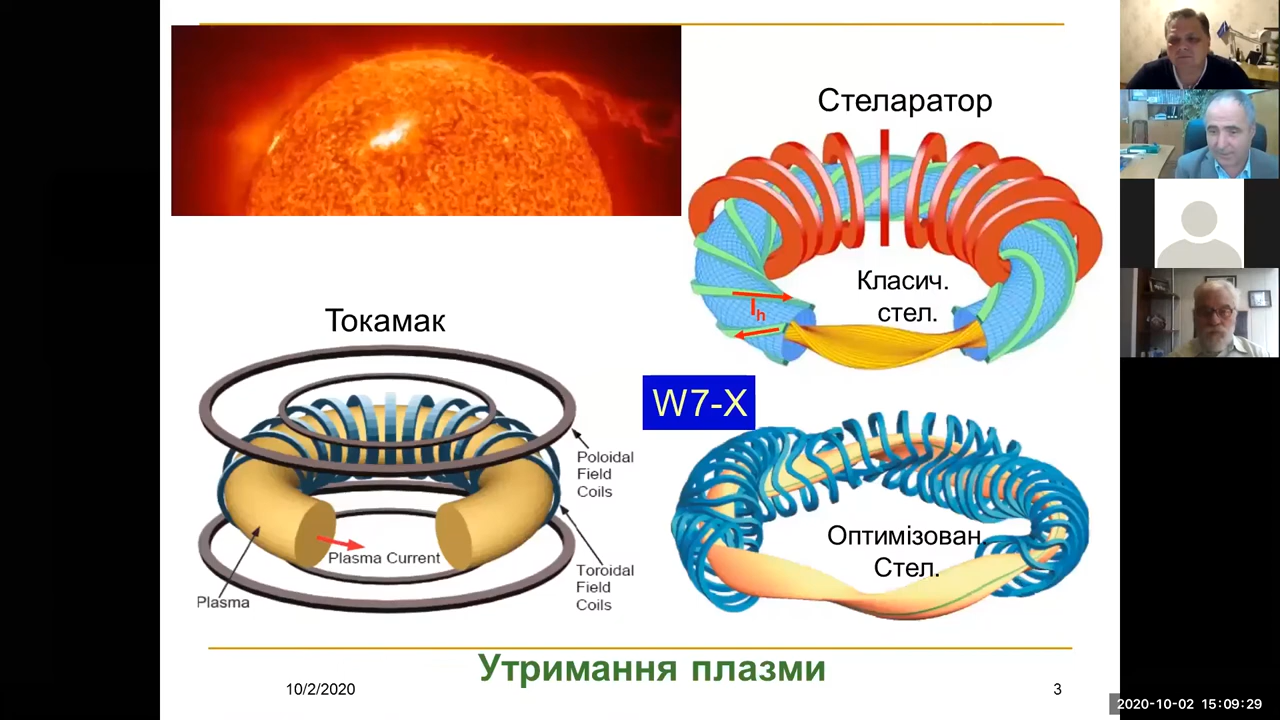 Стеларатор
Класич.
стел.
Ih
Токамак
W7-X
Poloidal
Field
Coils
Plasma Current
Toroidal
Field
Coils
Plasma
Оптимізован.
Стел.
Утримання плазми
10/2/2020
3
2020-10-02 15:09:29